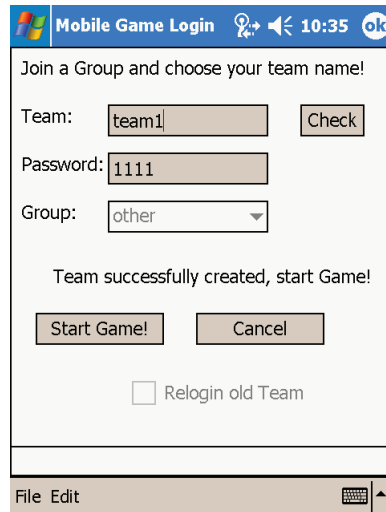 Mobile Game Login 10:35 ok
Join a Group and choose your team name!
Team: team1 Check
Password: 1111
Group: other
Team successfully created, start Game!
Start Game! Cancel
Relogin old Team
File Edit